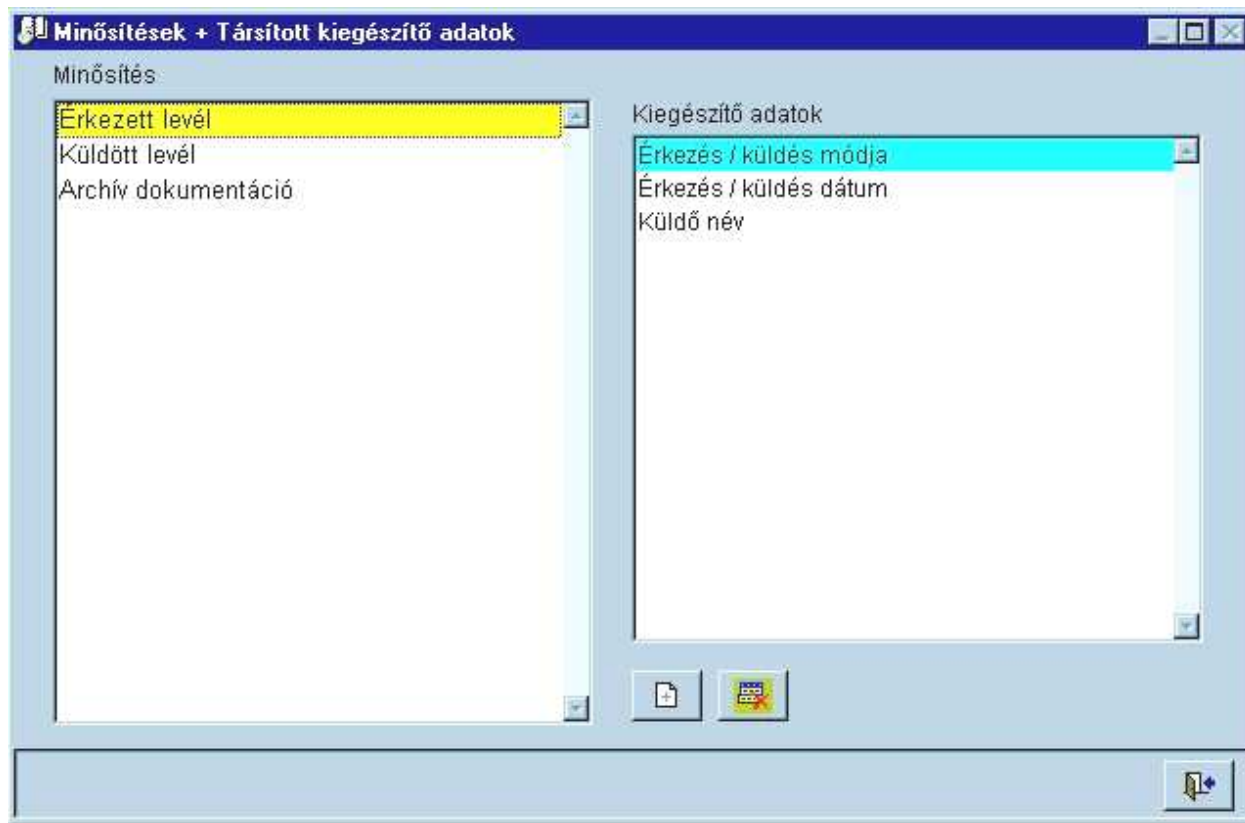 Minősítések + Társított kiegészítő adatok
Minősítés
Érkezett levél
Küldött levél
Archív dokumentáció
Kiegészítő adatok
Érkezés / küldés módja
Érkezés / küldés dátum
Küldő név